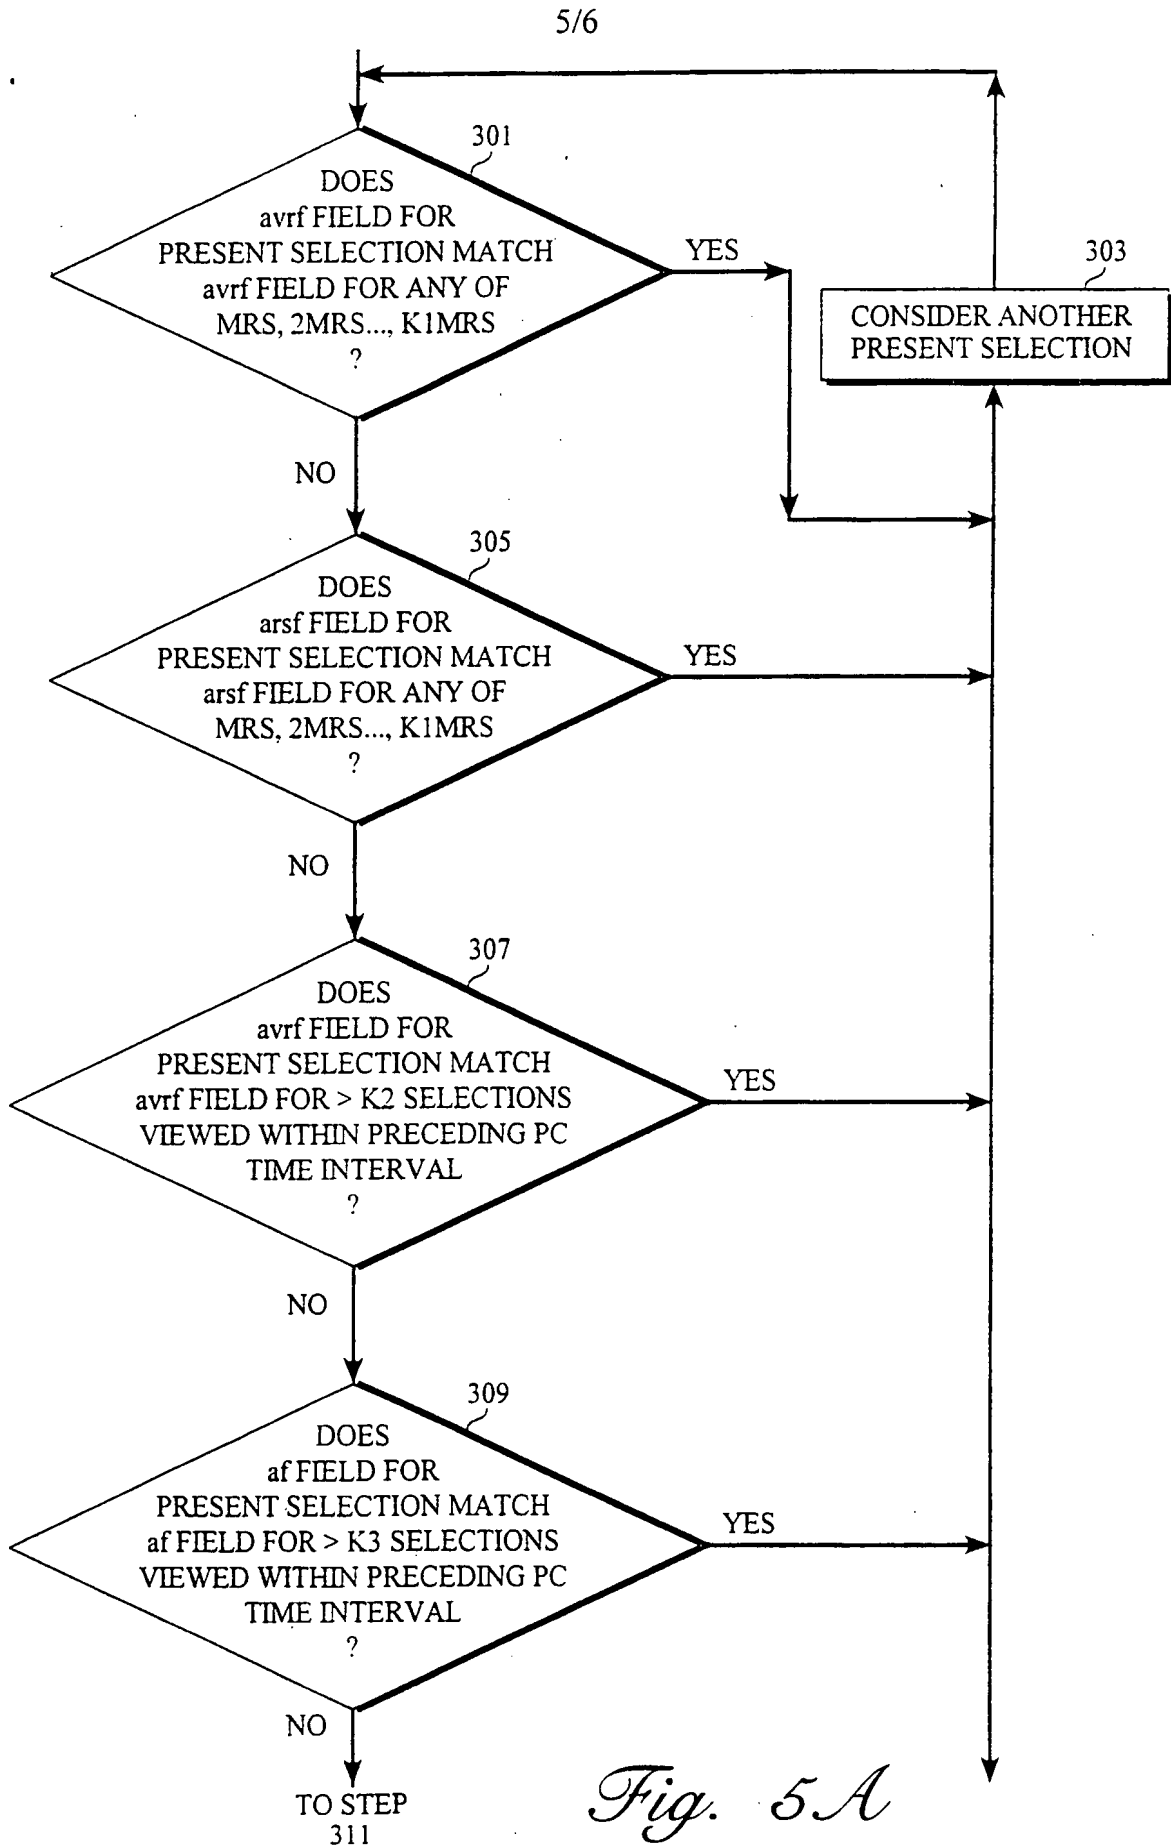 5/6
301
DOES
avrf FIELD FOR
PRESENT SELECTION MATCH
avrf FIELD FOR ANY OF
MRS, 2MRS..., K1MRS
?
YES
303
CONSIDER ANOTHER
PRESENT SELECTION
NO
305
DOES
arsf FIELD FOR
PRESENT SELECTION MATCH
arsf FIELD FOR ANY OF
MRS, 2MRS..., K1MRS
?
YES
NO
307
DOES
avrf FIELD FOR
PRESENT SELECTION MATCH
avrf FIELD FOR > K2 SELECTIONS
VIEWED WITHIN PRECEDING PC
TIME INTERVAL
?
YES
NO
309
DOES
af FIELD FOR
PRESENT SELECTION MATCH
af FIELD FOR > K3 SELECTIONS
VIEWED WITHIN PRECEDING PC
TIME INTERVAL
?
YES
NO
TO STEP
311
Fig. 5A